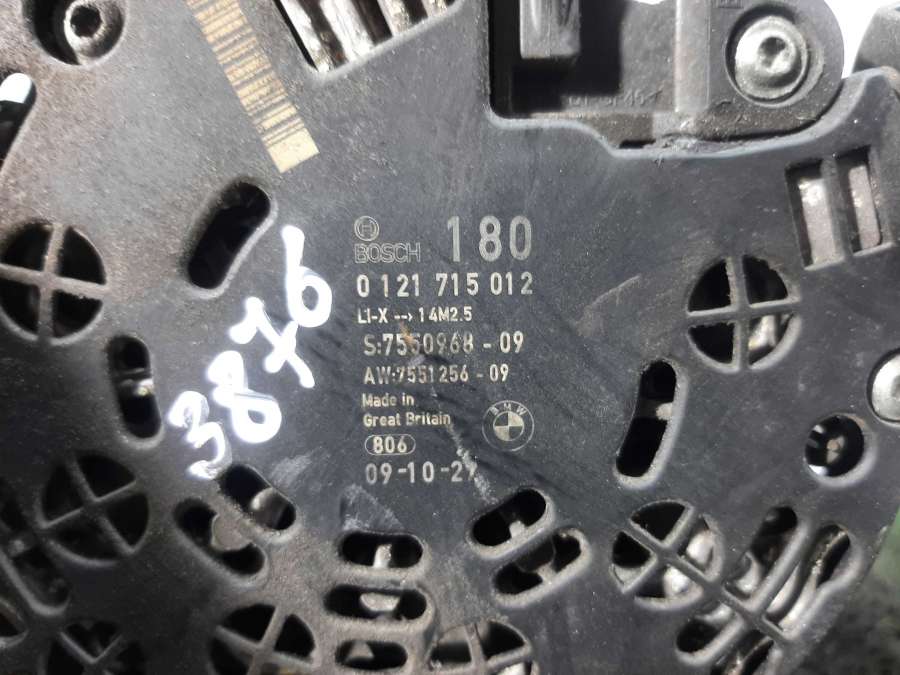 BOSCH 180
0 121 715 012
LI-X --> 14M2.5
S:7550968 - 09
AW:7551256 - 09
Made in
Great Britain
BMW
806
09-10-27
3876